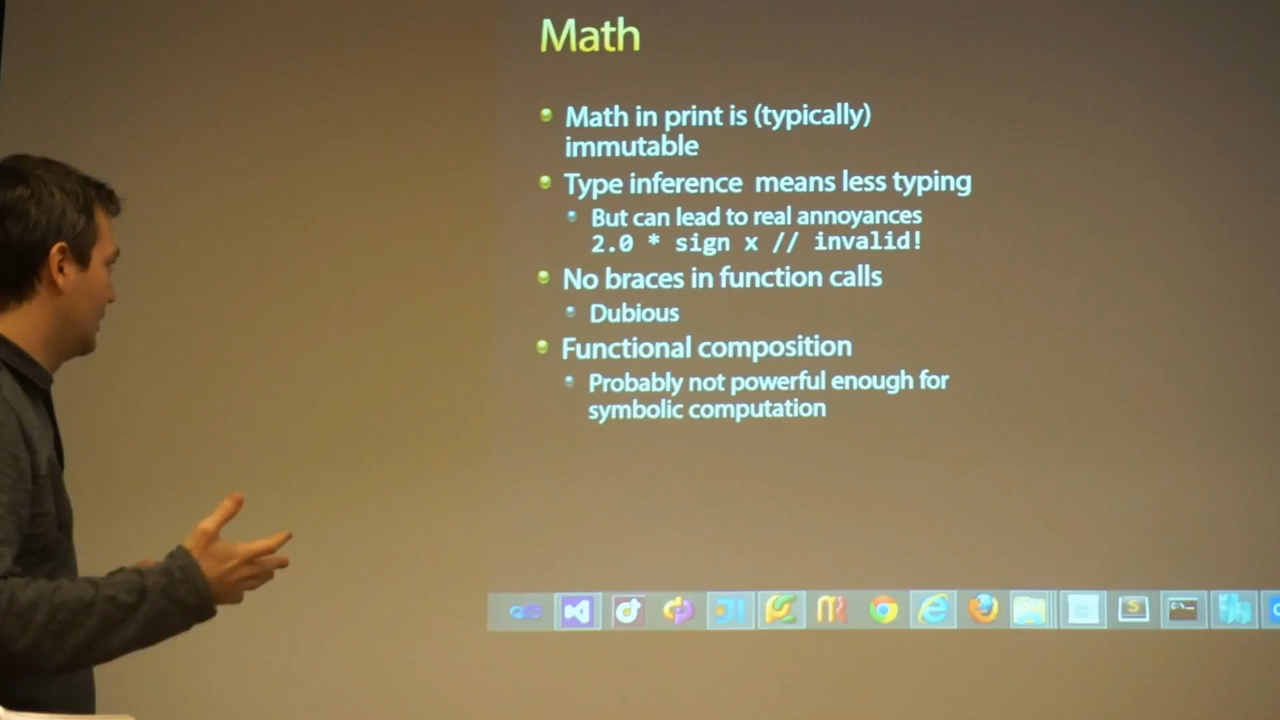 Math
Math in print is (typically)
immutable
Type inference means less typing
But can lead to real annoyances
2.0 * sign x // invalid!
No braces in function calls
Dubious
Functional composition
Probably not powerful enough for
symbolic computation